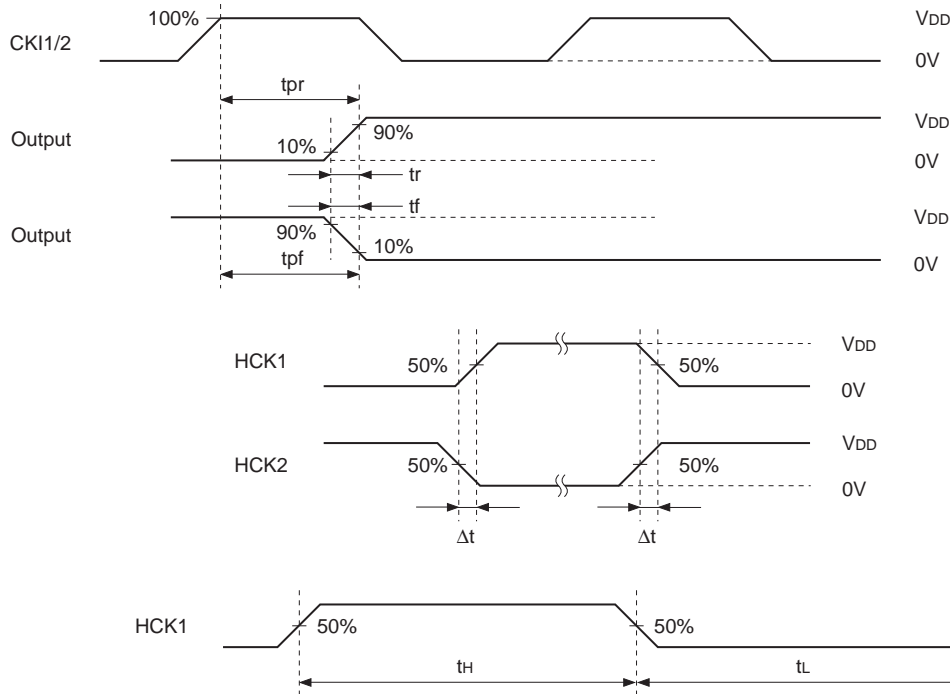 100%
VDD
CKI1/2
0V
tpr
VDD
90%
Output
10%
0V
tr
tf
VDD
Output
90%
10%
0V
tpf
VDD
HCK1
50%
50%
0V
VDD
HCK2
50%
50%
0V
Δt
Δt
HCK1
50%
50%
tH
tL